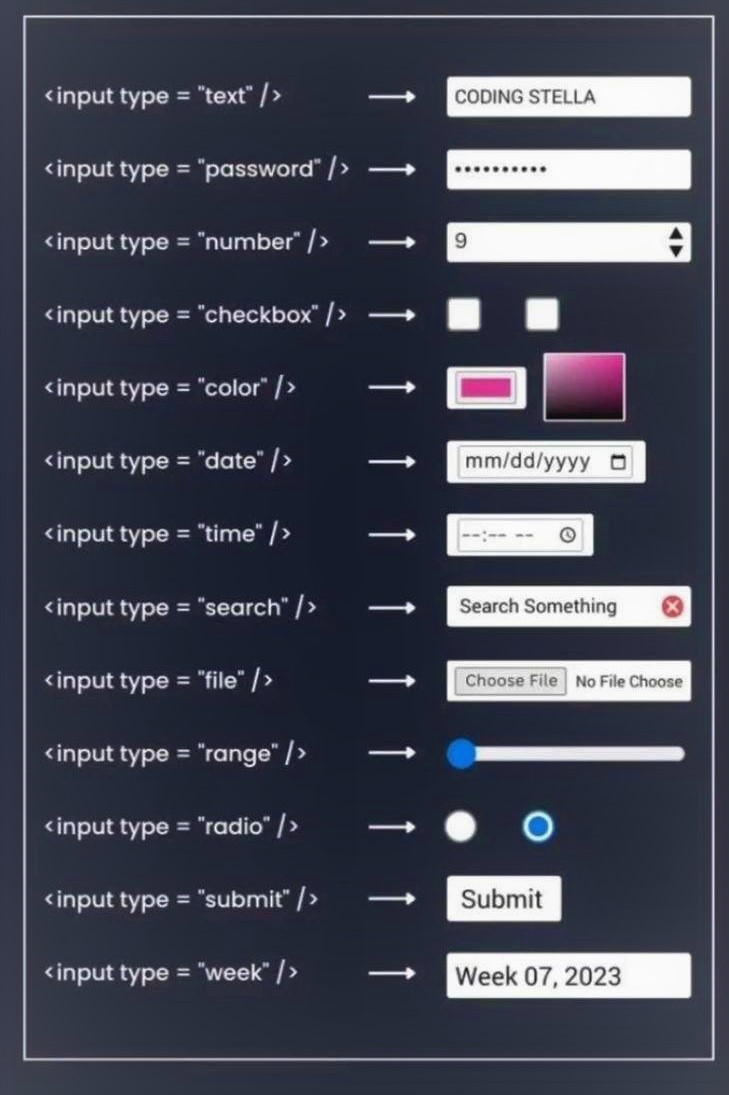 <input type = "text" /> → CODING STELLA
<input type = "password" /> → ••••••••••
<input type = "number" /> → 9
<input type = "checkbox" /> →
<input type = "color" /> →
<input type = "date" /> → mm/dd/yyyy
<input type = "time" /> → --:-- --
<input type = "search" /> → Search Something
<input type = "file" /> → Choose File No File Choose
<input type = "range" /> →
<input type = "radio" /> →
<input type = "submit" /> → Submit
<input type = "week" /> → Week 07, 2023